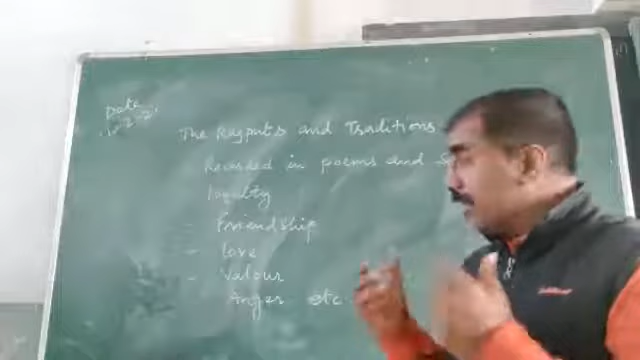 Date
The Rajputs and Traditions
Recorded in poems and
loyalty
- Friendship
- love
- Valour
Anger etc.